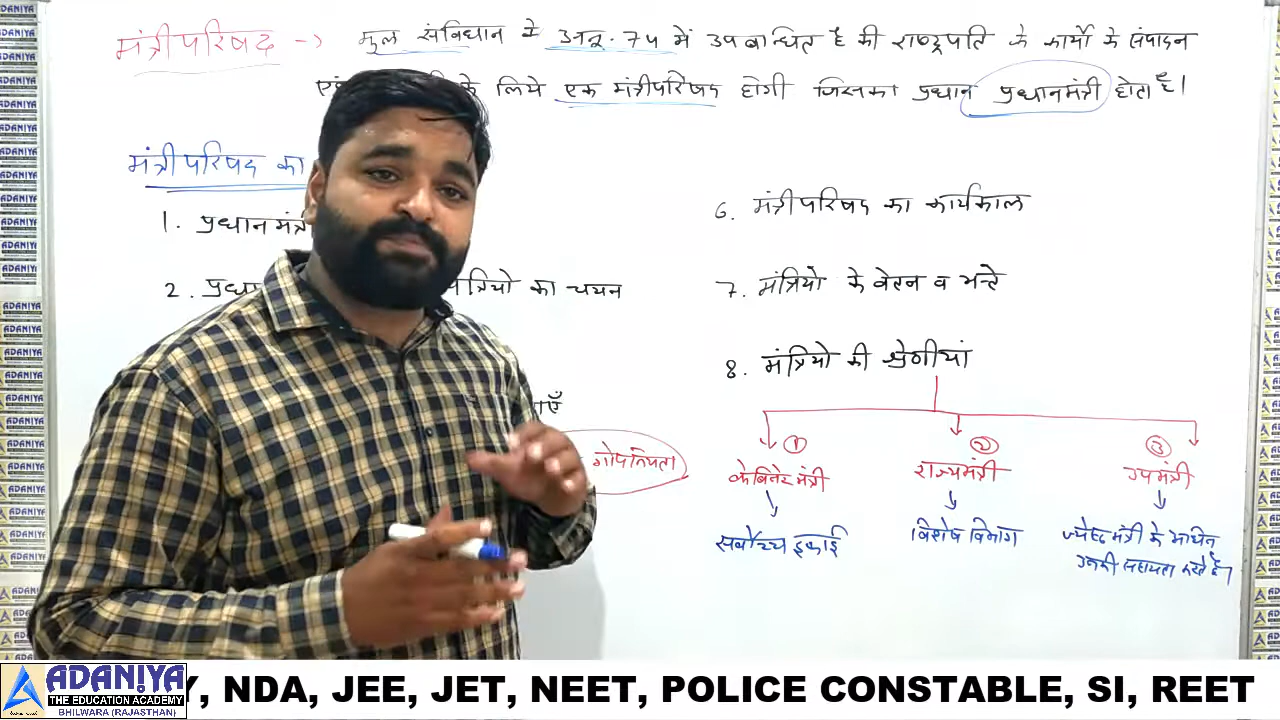 मंत्रीपरिषद → मुल संविधान के अनु. 74 में उपबान्धित है की राष्ट्रपति के कार्यो के संपादन
के लिये एक मंत्रीपरिषद होगी जिसका प्रधान प्रधानमंत्री होता है।
मंत्रीपरिषद का
1. प्रधानमंत्री
2. प्रधा मंत्रियो का चयन
गोपनियता
6. मंत्रीपरिषद का कार्यकाल
7. मंत्रियो के वेतन व भत्ते
8. मंत्रियो की श्रेणीयां
① ② ③
केबिनेट मंत्री राज्यमंत्री उपमंत्री
सर्वोच्च इकाई विशेष विभाग ज्येष्ठ मंत्री के अधिन
उनकी सहायता करते है।
ADANIYA
THE EDUCATION ACADEMY
BHILWARA (RAJASTHAN)
Y, NDA, JEE, JET, NEET, POLICE CONSTABLE, SI, REET